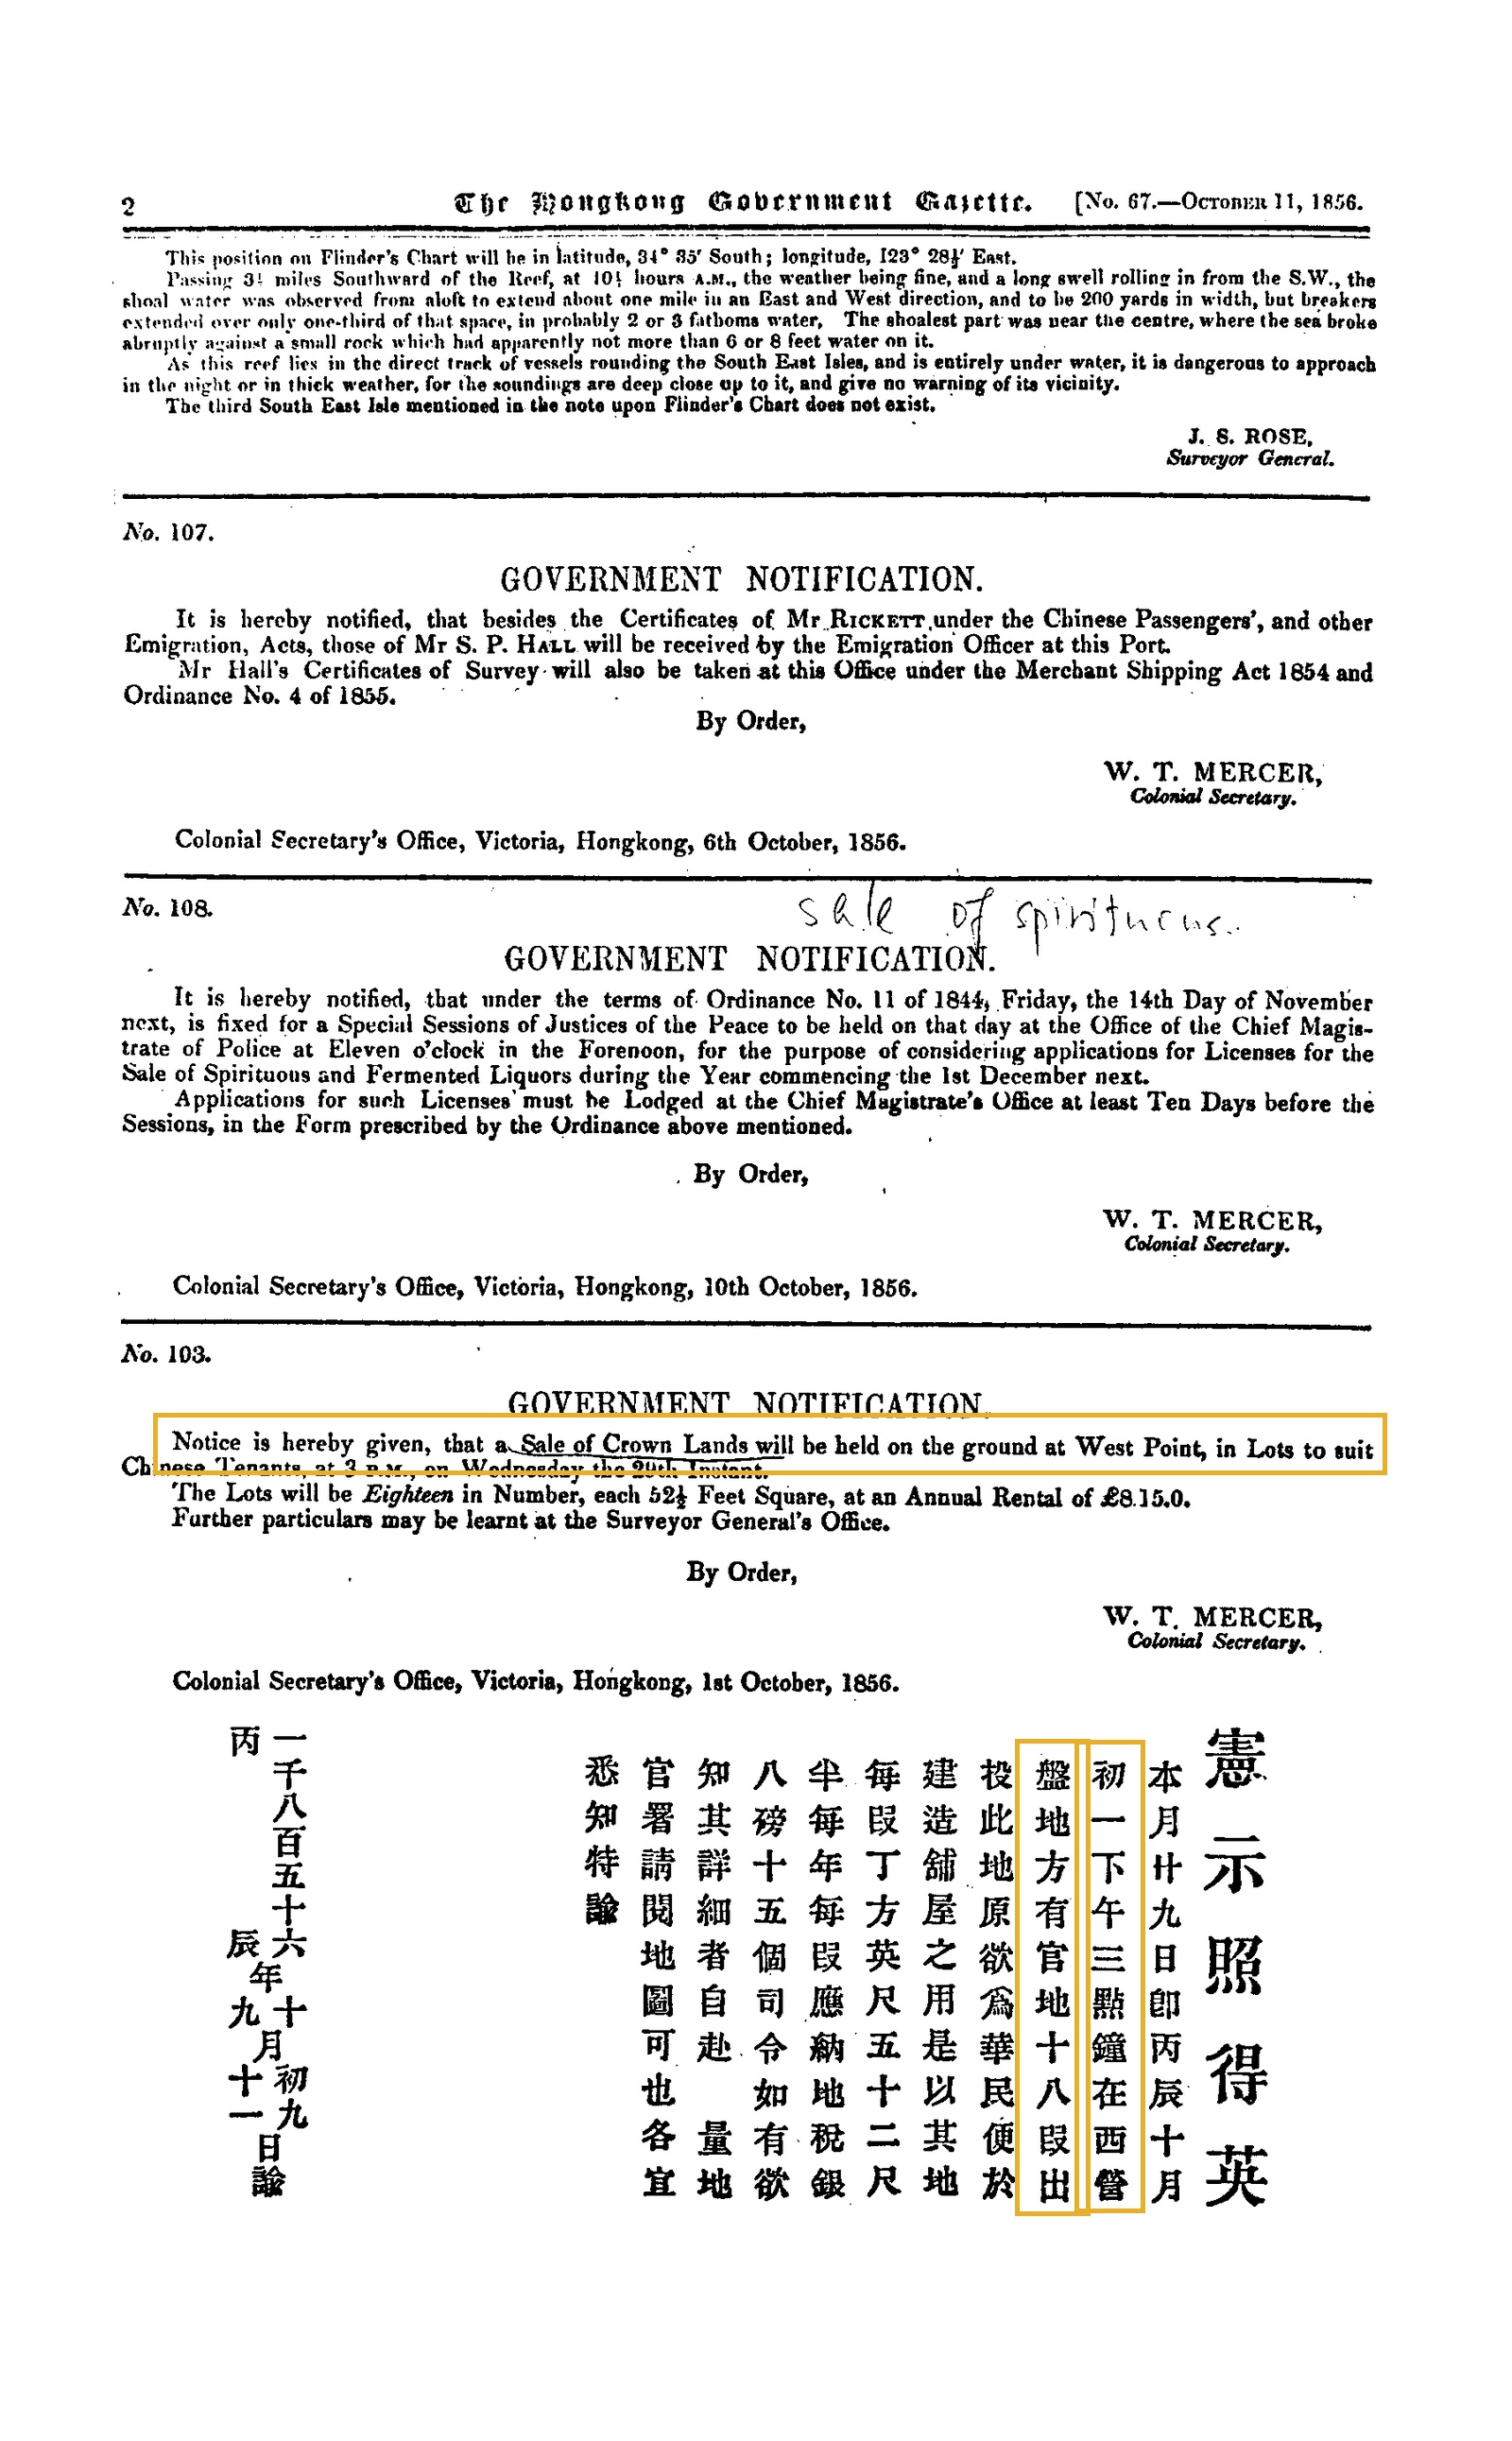 2
The Hongkong Government Gazette.
[No. 67.—October 11, 1856.
This position on Flinder's Chart will be in latitude, 34° 35′ South; longitude, 123° 28½′ East.
Passing 3½ miles Southward of the Reef, at 10½ hours A.M., the weather being fine, and a long swell rolling in from the S.W., the
shoal water was observed from aloft to extend about one mile in an East and West direction, and to be 200 yards in width, but breakers
extended over only one-third of that space, in probably 2 or 3 fathoms water, The shoalest part was near the centre, where the sea broke
abruptly against a small rock which had apparently not more than 6 or 8 feet water on it.
As this reef lies in the direct track of vessels rounding the South East Isles, and is entirely under water, it is dangerous to approach
in the night or in thick weather, for the soundings are deep close up to it, and give no warning of its vicinity.
The third South East Isle mentioned in the note upon Flinder's Chart does not exist.
J. S. ROSE,
Surveyor General.
No. 107.
GOVERNMENT NOTIFICATION.
It is hereby notified, that besides the Certificates of Mr RICKETT under the Chinese Passengers', and other
Emigration, Acts, those of Mr S. P. HALL will be received by the Emigration Officer at this Port.
Mr Hall's Certificates of Survey will also be taken at this Office under the Merchant Shipping Act 1854 and
Ordinance No. 4 of 1855.
By Order,
W. T. MERCER,
Colonial Secretary.
Colonial Secretary's Office, Victoria, Hongkong, 6th October, 1856.
No. 108.
sale of spirituous.
GOVERNMENT NOTIFICATION.
It is hereby notified, that under the terms of Ordinance No. 11 of 1844, Friday, the 14th Day of November
next, is fixed for a Special Sessions of Justices of the Peace to be held on that day at the Office of the Chief Magis-
trate of Police at Eleven o'clock in the Forenoon, for the purpose of considering applications for Licenses for the
Sale of Spirituous and Fermented Liquors during the Year commencing the 1st December next.
Applications for such Licenses must be Lodged at the Chief Magistrate's Office at least Ten Days before the
Sessions, in the Form prescribed by the Ordinance above mentioned.
By Order,
W. T. MERCER,
Colonial Secretary.
Colonial Secretary's Office, Victoria, Hongkong, 10th October, 1856.
No. 103.
GOVERNMENT NOTIFICATION.
Notice is hereby given, that a Sale of Crown Lands will be held on the ground at West Point, in Lots to suit
Chinese Tenants, at 3 P.M., on Wednesday the 29th Instant.
The Lots will be Eighteen in Number, each 52½ Feet Square, at an Annual Rental of £8.15.0.
Further particulars may be learnt at the Surveyor General's Office.
By Order,
W. T. MERCER,
Colonial Secretary.
Colonial Secretary's Office, Victoria, Hongkong, 1st October, 1856.
憲示照得英
本月廿九日卽丙辰十月
初一下午三點鐘在西營
盤地方有官地十八叚出
投此地原欲爲華民便於
建造舖屋之用是以其地
每叚丁方英尺五十二尺
半每年每叚應納地稅銀
八磅十五個司令如有欲
知其詳細者自赴 量地
官署請閱地圖可也各宜
悉知特諭
一千八百五十六年十月初九日諭
丙辰 九 十一